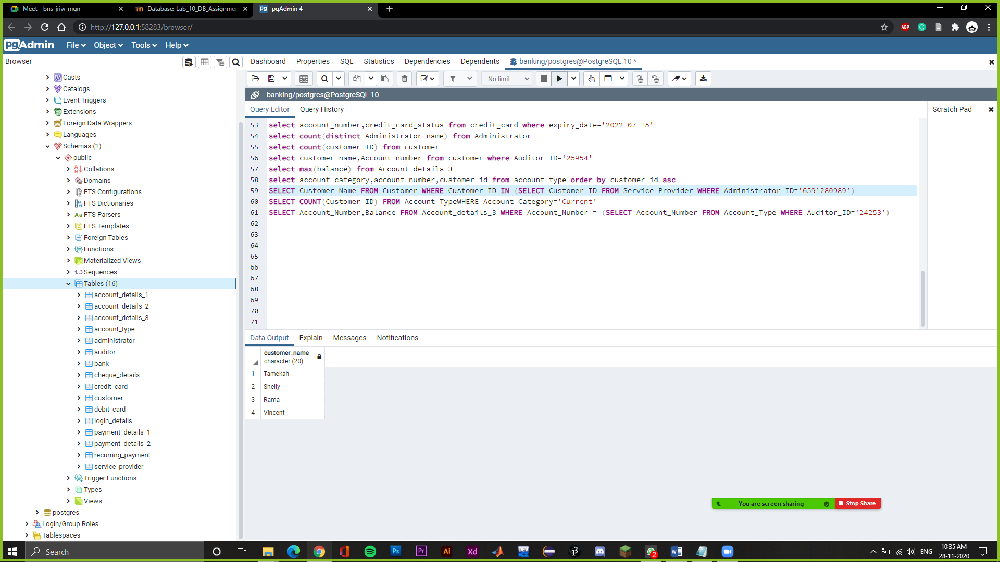 Meet - bns-jriw-mgn
Database: Lab_10_DB_Assignmen
pgAdmin 4
http://127.0.0.1:58283/browser/
ABP
pgAdmin
File
Object
Tools
Help
Browser
Dashboard
Properties
SQL
Statistics
Dependencies
Dependents
banking/postgres@PostgreSQL 10 *
No limit
banking/postgres@PostgreSQL 10
Query Editor
Query History
Scratch Pad
Casts
Catalogs
Event Triggers
Extensions
Foreign Data Wrappers
Languages
Schemas (1)
public
Collations
Domains
FTS Configurations
FTS Dictionaries
Aa FTS Parsers
FTS Templates
Foreign Tables
Functions
Materialized Views
1..3 Sequences
Tables (16)
account_details_1
account_details_2
account_details_3
account_type
administrator
auditor
bank
cheque_details
credit_card
customer
debit_card
login_details
payment_details_1
payment_details_2
recurring_payment
service_provider
Trigger Functions
Types
Views
postgres
Login/Group Roles
Tablespaces
53 select account_number,credit_card_status from credit_card where expiry_date='2022-07-15'
54 select count(distinct Administrator_name) from Administrator
55 select count(customer_ID) from customer
56 select customer_name,Account_number from customer where Auditor_ID='25954'
57 select max(balance) from Account_details_3
58 select account_category,account_number,customer_id from account_type order by customer_id asc
59 SELECT Customer_Name FROM Customer WHERE Customer_ID IN (SELECT Customer_ID FROM Service_Provider WHERE Administrator_ID='6591280989')
60 SELECT COUNT(Customer_ID) FROM Account_TypeWHERE Account_Category='Current'
61 SELECT Account_Number,Balance FROM Account_details_3 WHERE Account_Number = (SELECT Account_Number FROM Account_Type WHERE Auditor_ID='24253')
62
63
64
65
66
67
68
69
70
71
Data Output
Explain
Messages
Notifications
customer_name
character (20)
1 Tamekah
2 Shelly
3 Rama
4 Vincent
You are screen sharing
Stop Share
Search
Ps
Pr
Ai
Xd
DEV
2
ENG
10:35 AM
28-11-2020